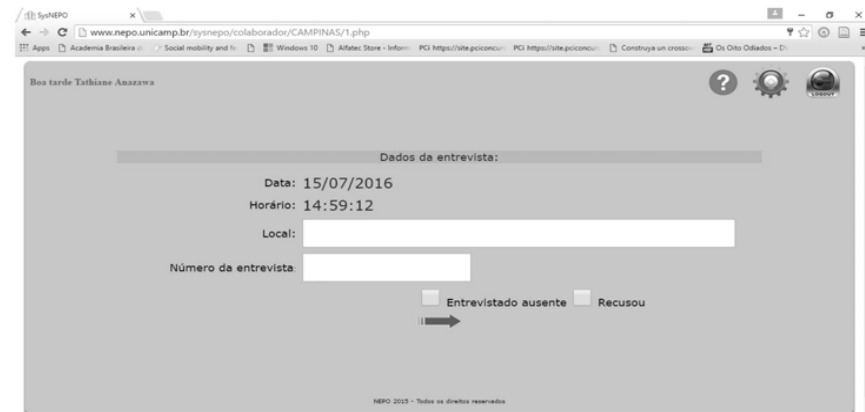 SysNEPO
www.nepo.unicamp.br/sysnepo/colaborador/CAMPINAS/1.php
Apps Academia Brasileira d Social mobility and fe Windows 10 Alfatec Store - Inform PCi https://site.pciconcur PCi https://site.pciconcur Construya un crossov Os Oito Odiados – Di
Boa tarde Tathiane Anazawa
?
LOGOUT
Dados da entrevista:
Data: 15/07/2016
Horário: 14:59:12
Local:
Número da entrevista:
Entrevistado ausente Recusou
NEPO 2015 - Todos os direitos reservados